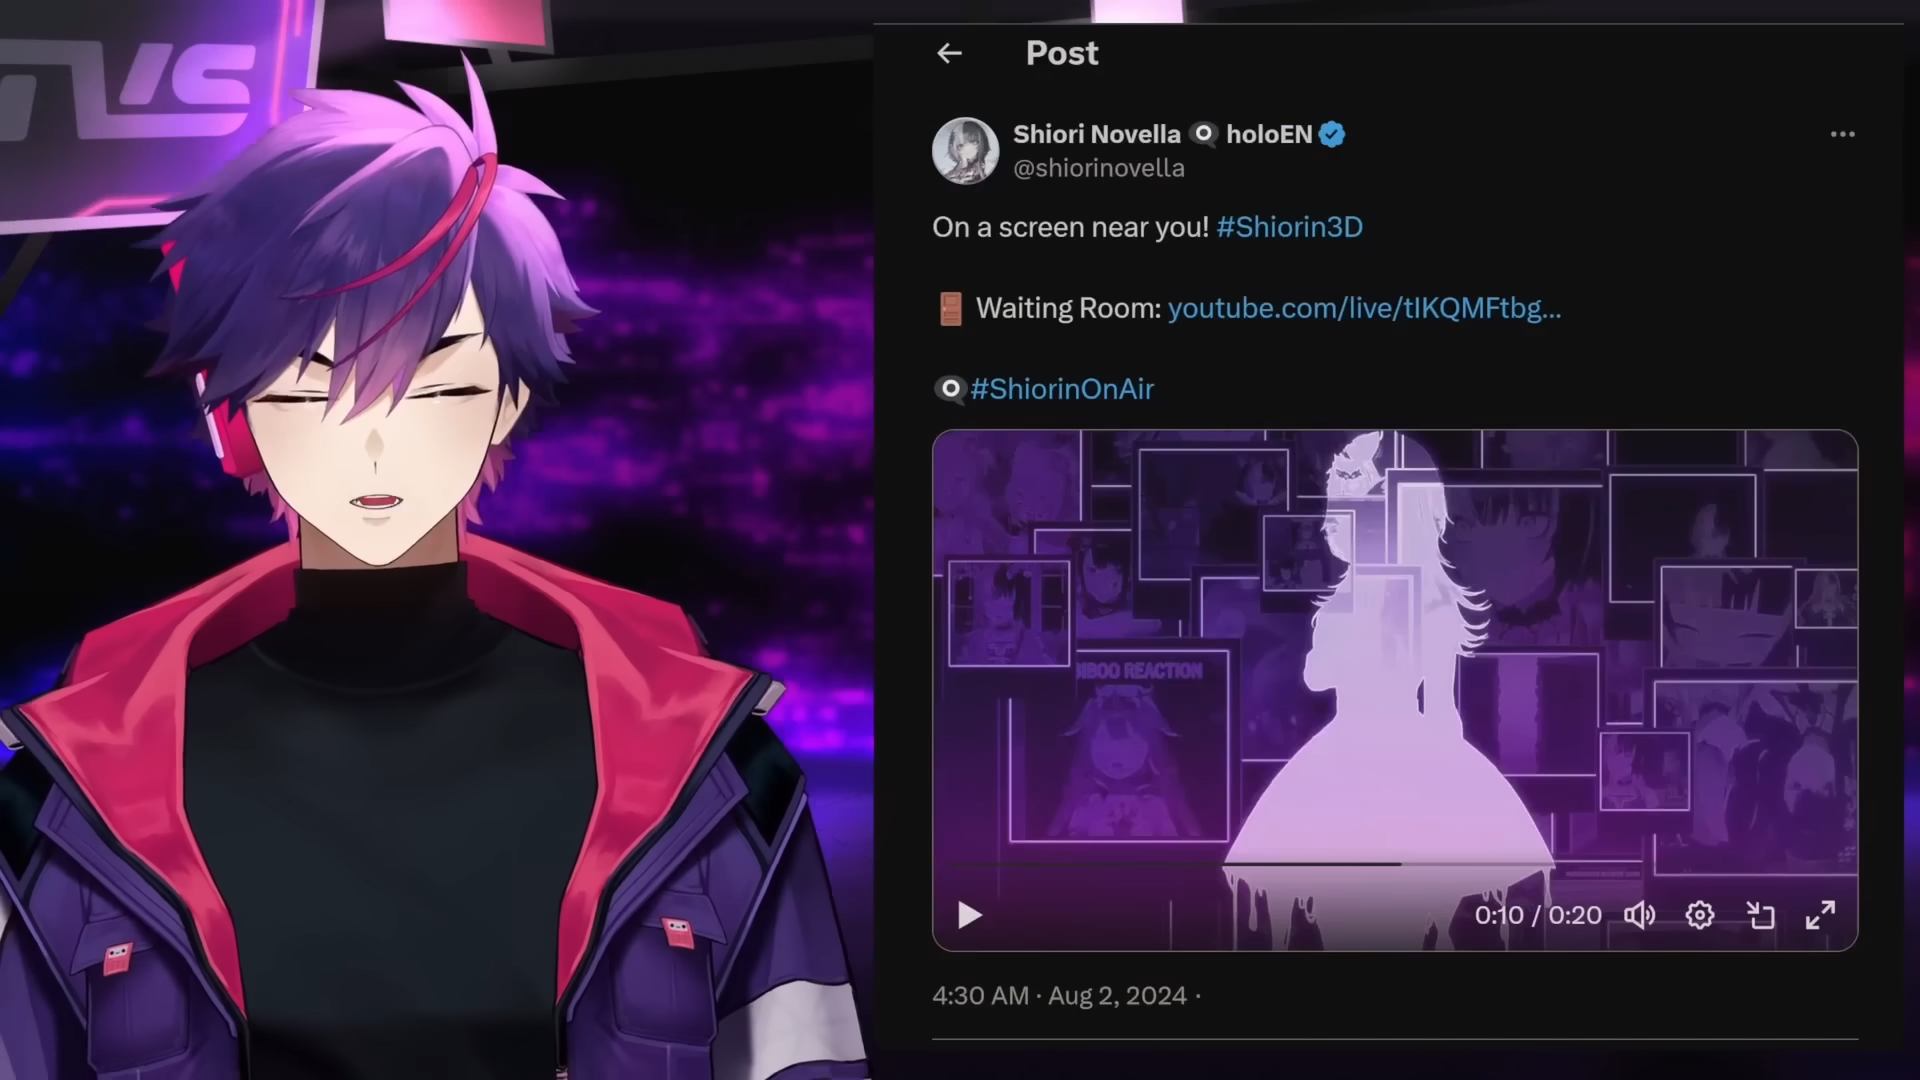 Post
Shiori Novella holoEN
@shiorinovella
On a screen near you! #Shiorin3D
Waiting Room: youtube.com/live/tIKQMFtbg...
#ShiorinOnAir
BIBOO REACTION
0:10 / 0:20
4:30 AM · Aug 2, 2024 ·